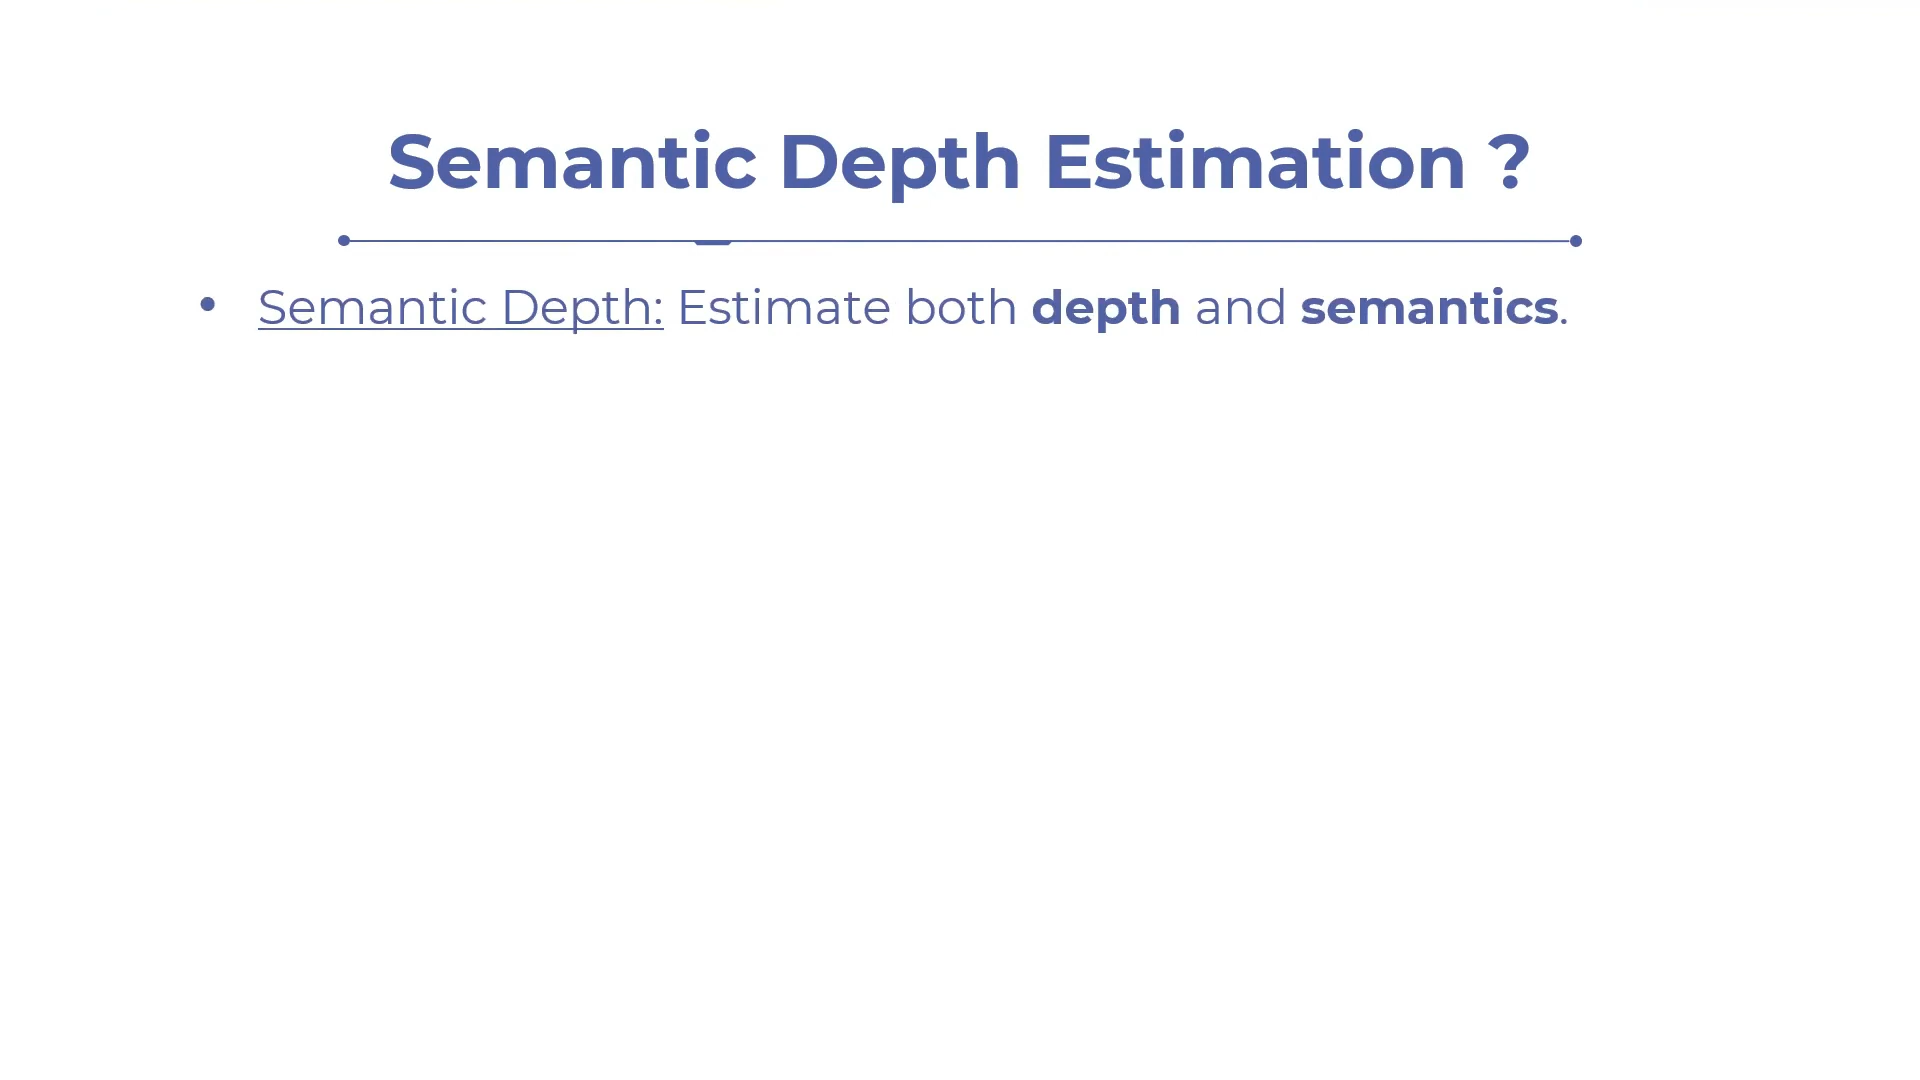 Semantic Depth Estimation ?
• Semantic Depth: Estimate both depth and semantics.